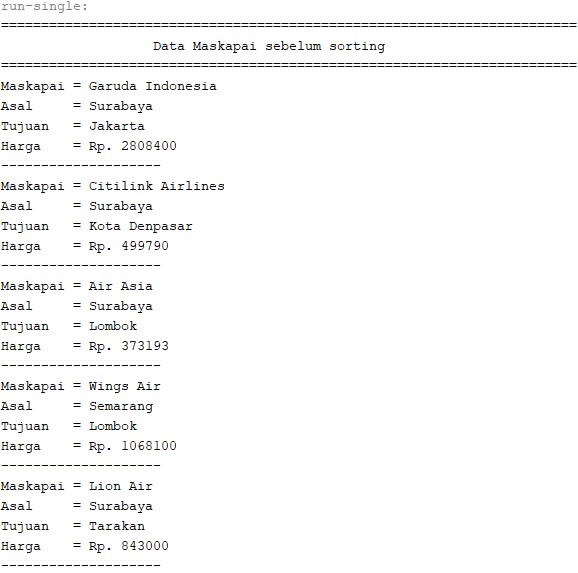 run-single:
========================================================================
Data Maskapai sebelum sorting
========================================================================
Maskapai = Garuda Indonesia
Asal     = Surabaya
Tujuan   = Jakarta
Harga    = Rp. 2808400
--------------------
Maskapai = Citilink Airlines
Asal     = Surabaya
Tujuan   = Kota Denpasar
Harga    = Rp. 499790
--------------------
Maskapai = Air Asia
Asal     = Surabaya
Tujuan   = Lombok
Harga    = Rp. 373193
--------------------
Maskapai = Wings Air
Asal     = Semarang
Tujuan   = Lombok
Harga    = Rp. 1068100
--------------------
Maskapai = Lion Air
Asal     = Surabaya
Tujuan   = Tarakan
Harga    = Rp. 843000
--------------------